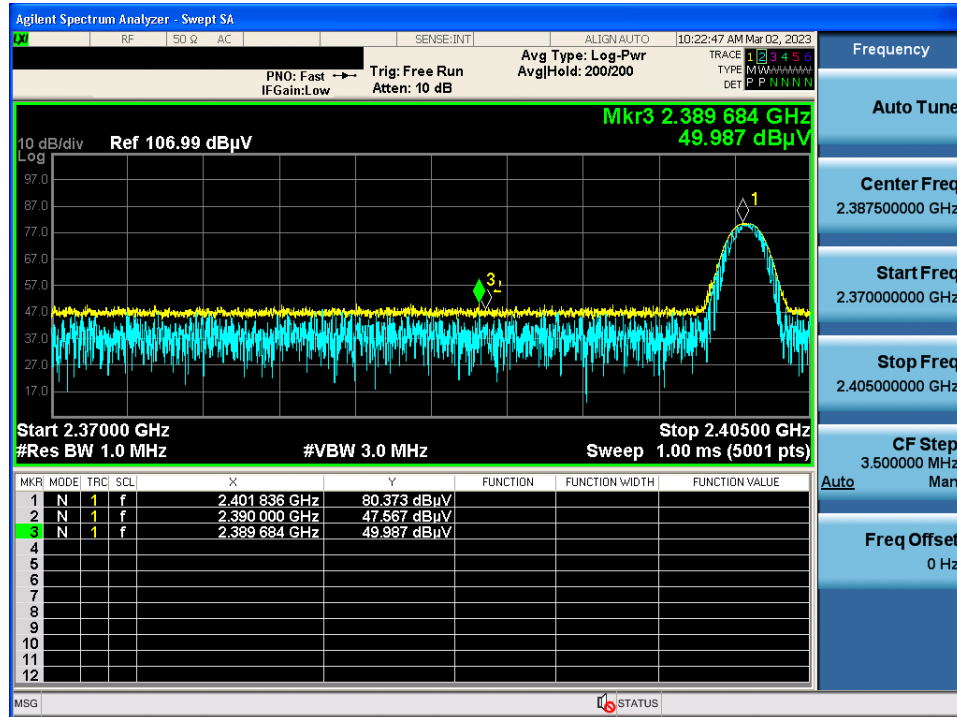 Agilent Spectrum Analyzer - Swept SA
LXI RF 50 Ω AC SENSE:INT ALIGN AUTO 10:22:47 AM Mar 02, 2023
Frequency
PNO: Fast Trig: Free Run Avg Type: Log-Pwr TRACE 1 2 3 4 5 6
IFGain:Low Atten: 10 dB Avg|Hold: 200/200 TYPE M W W W W W
DET P P N N N N
Auto Tune
Mkr3 2.389 684 GHz
49.987 dBµV
10 dB/div Ref 106.99 dBµV
Log
97.0
87.0
77.0
67.0
57.0
47.0
37.0
27.0
17.0
1
3
2
Center Freq
2.387500000 GHz
Start Freq
2.370000000 GHz
Stop Freq
2.405000000 GHz
Start 2.37000 GHz Stop 2.40500 GHz
#Res BW 1.0 MHz #VBW 3.0 MHz Sweep 1.00 ms (5001 pts)
CF Step
3.500000 MHz
Auto Man
MKR MODE TRC SCL X Y FUNCTION FUNCTION WIDTH FUNCTION VALUE
1 N 1 f 2.401 836 GHz 80.373 dBµV
2 N 1 f 2.390 000 GHz 47.567 dBµV
3 N 1 f 2.389 684 GHz 49.987 dBµV
4
5
6
7
8
9
10
11
12
Freq Offset
0 Hz
MSG STATUS